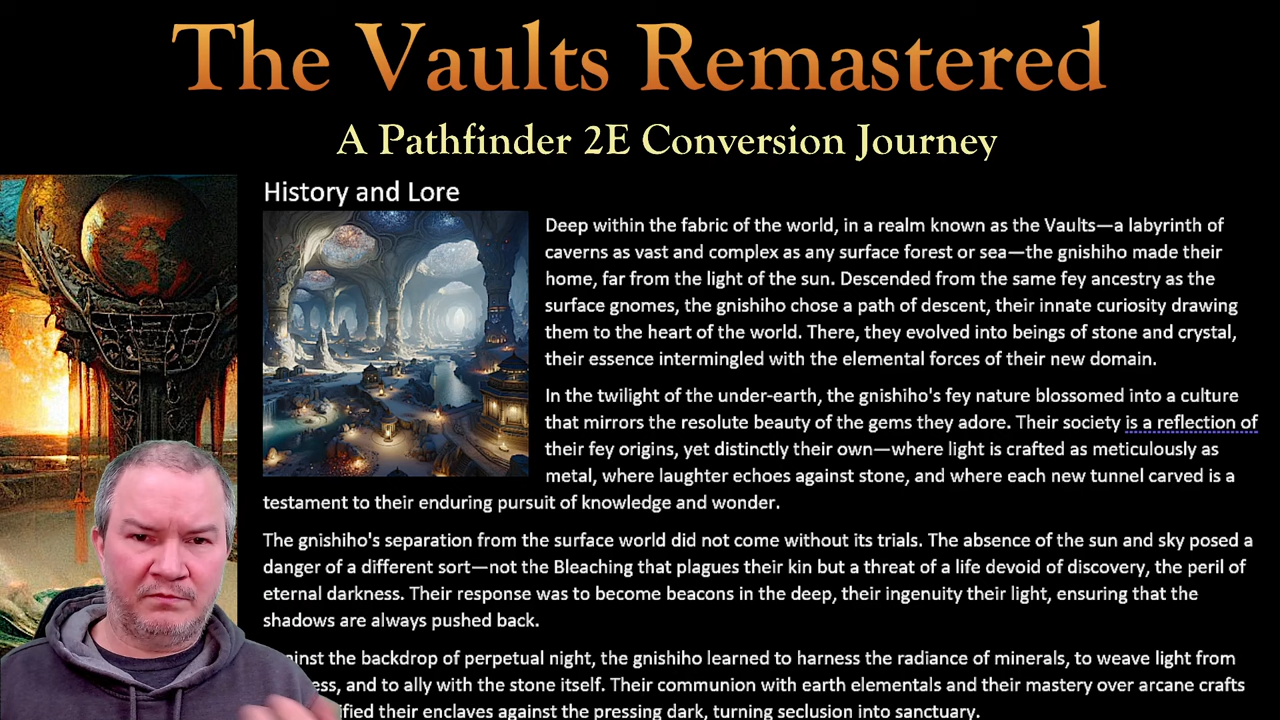 The Vaults Remastered
A Pathfinder 2E Conversion Journey
History and Lore
Deep within the fabric of the world, in a realm known as the Vaults—a labyrinth of
caverns as vast and complex as any surface forest or sea—the gnishiho made their
home, far from the light of the sun. Descended from the same fey ancestry as the
surface gnomes, the gnishiho chose a path of descent, their innate curiosity drawing
them to the heart of the world. There, they evolved into beings of stone and crystal,
their essence intermingled with the elemental forces of their new domain.
In the twilight of the under-earth, the gnishiho's fey nature blossomed into a culture
that mirrors the resolute beauty of the gems they adore. Their society is a reflection of
their fey origins, yet distinctly their own—where light is crafted as meticulously as
metal, where laughter echoes against stone, and where each new tunnel carved is a
testament to their enduring pursuit of knowledge and wonder.
The gnishiho's separation from the surface world did not come without its trials. The absence of the sun and sky posed a
danger of a different sort—not the Bleaching that plagues their kin but a threat of a life devoid of discovery, the peril of
eternal darkness. Their response was to become beacons in the deep, their ingenuity their light, ensuring that the
shadows are always pushed back.
the backdrop of perpetual night, the gnishiho learned to harness the radiance of minerals, to weave light from
and to ally with the stone itself. Their communion with earth elementals and their mastery over arcane crafts
their enclaves against the pressing dark, turning seclusion into sanctuary.